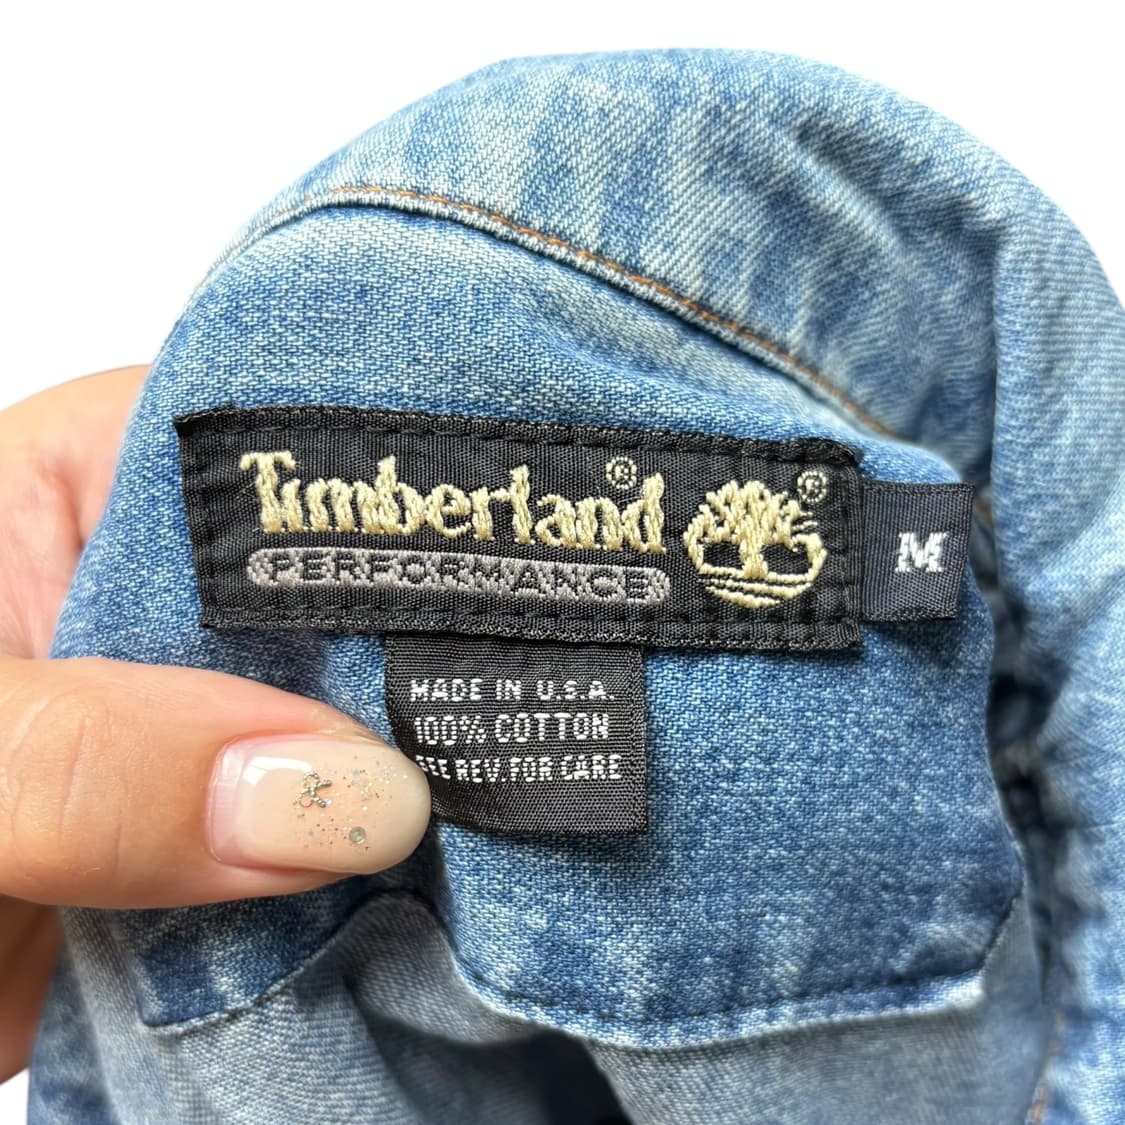 Timberland®
®
PERFORMANCE
M
MADE IN U.S.A.
100% COTTON
SEE REV FOR CARE